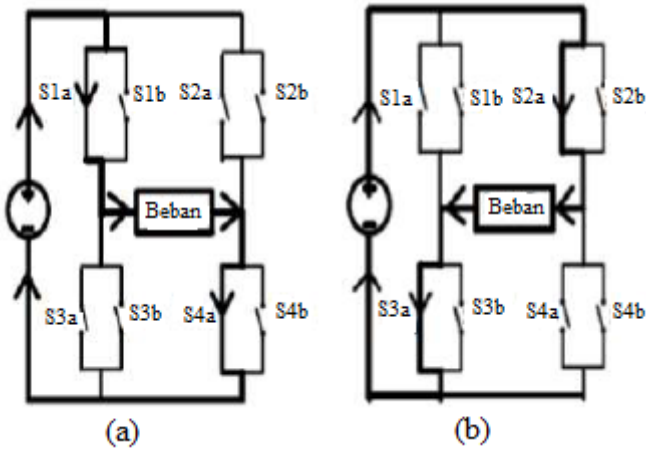 S1a S1b S2a S2b
Beban
S3a S3b S4a S4b
(a)
S1a S1b S2a S2b
Beban
S3a S3b S4a S4b
(b)